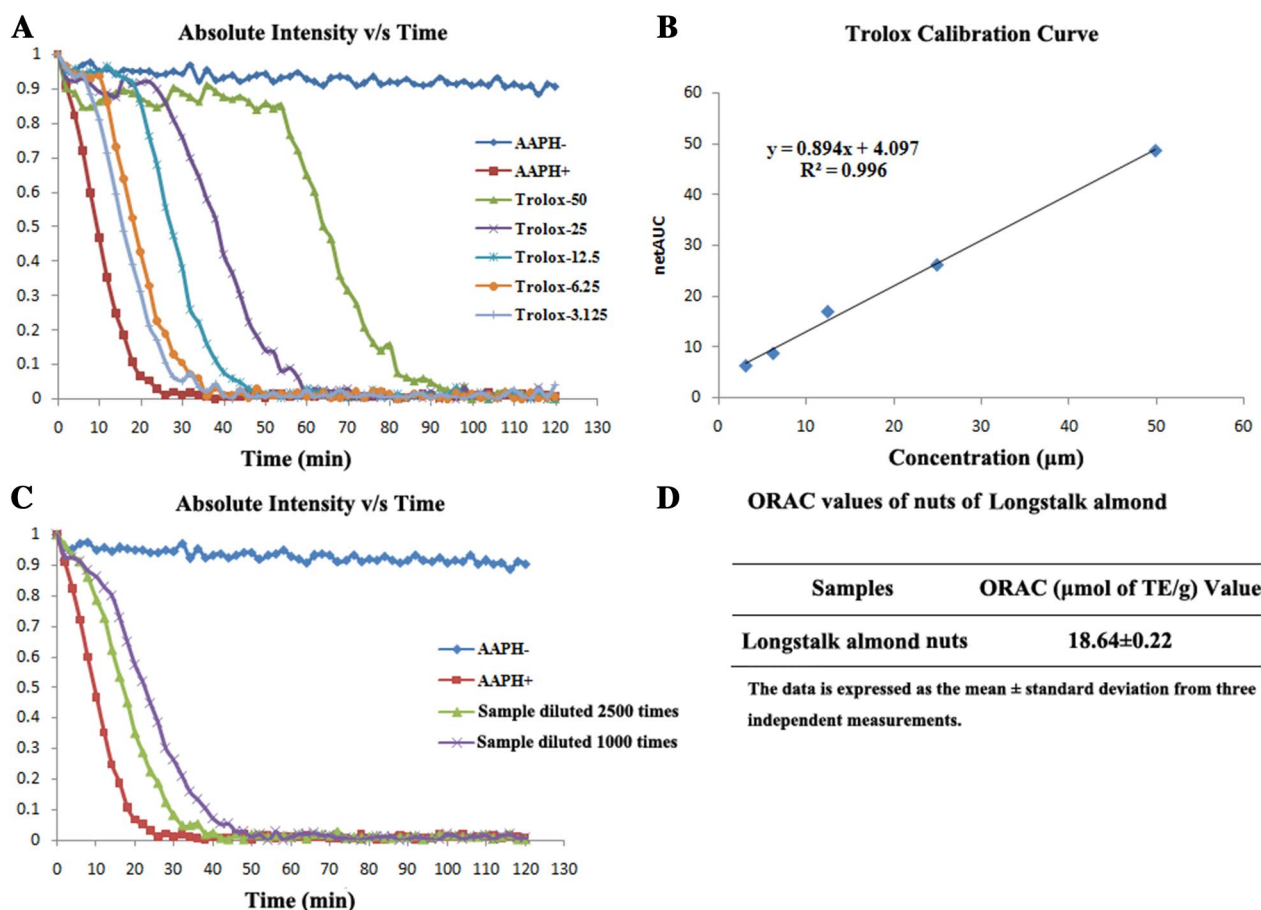 A
Absolute Intensity v/s Time
1
0.9
0.8
0.7
0.6
0.5
0.4
0.3
0.2
0.1
0
0 10 20 30 40 50 60 70 80 90 100 110 120 130
Time (min)
AAPH-
AAPH+
Trolox-50
Trolox-25
Trolox-12.5
Trolox-6.25
Trolox-3.125
B
Trolox Calibration Curve
60
50
40
30
20
10
0
netAUC
y = 0.894x + 4.097
R² = 0.996
0 10 20 30 40 50 60
Concentration (µm)
C
Absolute Intensity v/s Time
1
0.9
0.8
0.7
0.6
0.5
0.4
0.3
0.2
0.1
0
0 10 20 30 40 50 60 70 80 90 100 110 120 130
Time (min)
AAPH-
AAPH+
Sample diluted 2500 times
Sample diluted 1000 times
D
ORAC values of nuts of Longstalk almond
Samples ORAC (µmol of TE/g) Value
Longstalk almond nuts 18.64±0.22
The data is expressed as the mean ± standard deviation from three
independent measurements.